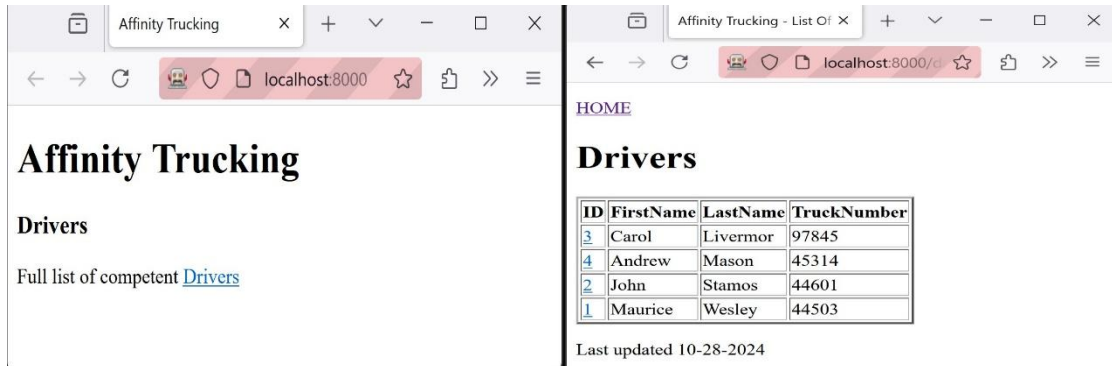 Affinity Trucking
localhost:8000
Affinity Trucking
Drivers
Full list of competent Drivers
Affinity Trucking - List Of
localhost:8000/d
HOME
Drivers
ID FirstName LastName TruckNumber
3 Carol Livermor 97845
4 Andrew Mason 45314
2 John Stamos 44601
1 Maurice Wesley 44503
Last updated 10-28-2024